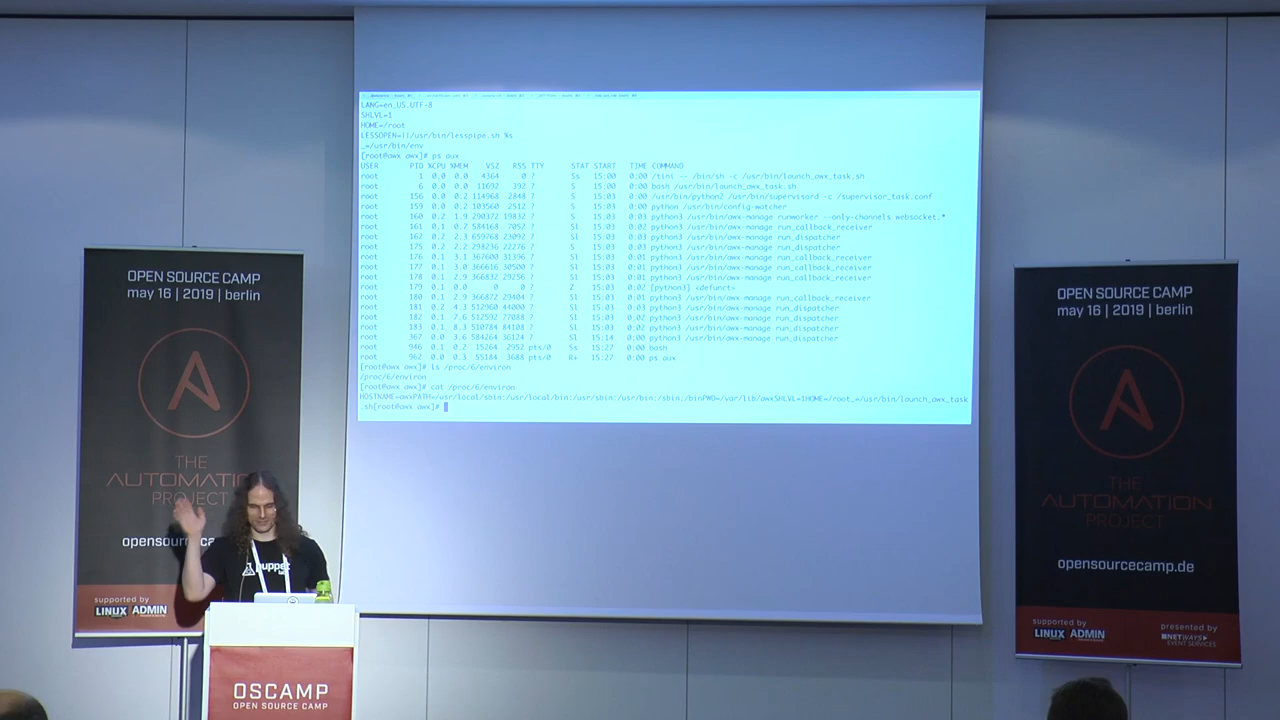 LANG=en_US.UTF-8
SHLVL=1
HOME=/root
LESSOPEN=||/usr/bin/lesspipe.sh %s
_=/usr/bin/env
[root@awx awx]# ps aux
USER PID %CPU %MEM VSZ RSS TTY STAT START TIME COMMAND
root 1 0.0 0.0 4364 0 ? Ss 15:00 0:00 /tini -- /bin/sh -c /usr/bin/launch_awx_task.sh
root 6 0.0 0.0 11692 392 ? S 15:00 0:00 bash /usr/bin/launch_awx_task.sh
root 156 0.0 0.2 114968 2848 ? S 15:03 0:00 /usr/bin/python2 /usr/bin/supervisord -c /supervisor_task.conf
root 159 0.0 0.2 103560 2512 ? S 15:03 0:00 python /usr/bin/config-watcher
root 160 0.2 1.9 290372 19832 ? S 15:03 0:03 python3 /usr/bin/awx-manage runworker --only-channels websocket.*
root 161 0.1 0.7 584168 7052 ? Sl 15:03 0:02 python3 /usr/bin/awx-manage run_callback_receiver
root 162 0.2 2.3 659768 23092 ? Sl 15:03 0:03 python3 /usr/bin/awx-manage run_dispatcher
root 175 0.2 2.2 298236 22276 ? S 15:03 0:03 python3 /usr/bin/awx-manage run_dispatcher
root 176 0.1 3.1 367600 31396 ? Sl 15:03 0:01 python3 /usr/bin/awx-manage run_callback_receiver
root 177 0.1 3.0 366616 30500 ? Sl 15:03 0:01 python3 /usr/bin/awx-manage run_callback_receiver
root 178 0.1 2.9 366832 29256 ? Sl 15:03 0:01 python3 /usr/bin/awx-manage run_callback_receiver
root 179 0.1 0.0 0 0 ? Z 15:03 0:02 [python3] <defunct>
root 180 0.1 2.9 366872 29404 ? Sl 15:03 0:01 python3 /usr/bin/awx-manage run_callback_receiver
root 181 0.2 4.3 512960 44000 ? Sl 15:03 0:03 python3 /usr/bin/awx-manage run_dispatcher
root 182 0.1 7.6 512592 77088 ? Sl 15:03 0:02 python3 /usr/bin/awx-manage run_dispatcher
root 183 0.1 8.3 510784 84108 ? Sl 15:03 0:02 python3 /usr/bin/awx-manage run_dispatcher
root 367 0.0 3.6 584264 36124 ? Sl 15:14 0:00 python3 /usr/bin/awx-manage run_dispatcher
root 946 0.1 0.2 15264 2952 pts/0 Ss 15:27 0:00 bash
root 962 0.0 0.3 55184 3688 pts/0 R+ 15:27 0:00 ps aux
[root@awx awx]# ls /proc/6/environ
/proc/6/environ
[root@awx awx]# cat /proc/6/environ
HOSTNAME=awxPATH=/usr/local/sbin:/usr/local/bin:/usr/sbin:/usr/bin:/sbin:/binPWD=/var/lib/awxSHLVL=1HOME=/root_=/usr/bin/launch_awx_task
.sh[root@awx awx]#
OPEN SOURCE CAMP
may 16 | 2019 | berlin
THE
AUTOMATI
PROJECT
opensourc
supported by
LINUX ADMIN
puppet
OSCAMP
OPEN SOURCE CAMP
OPEN SOURCE CAMP
may 16 | 2019 | berlin
THE
AUTOMATION
PROJECT
opensourcecamp.de
supported by
LINUX ADMIN
presented by
NETWAYS
EVENT SERVICES